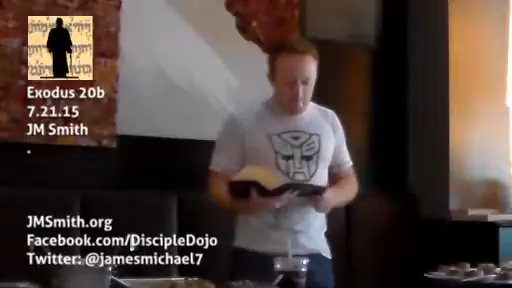 Exodus 20b
7.21.15
JM Smith
.
JMSmith.org
Facebook.com/DiscipleDojo
Twitter: @jamesmichael7